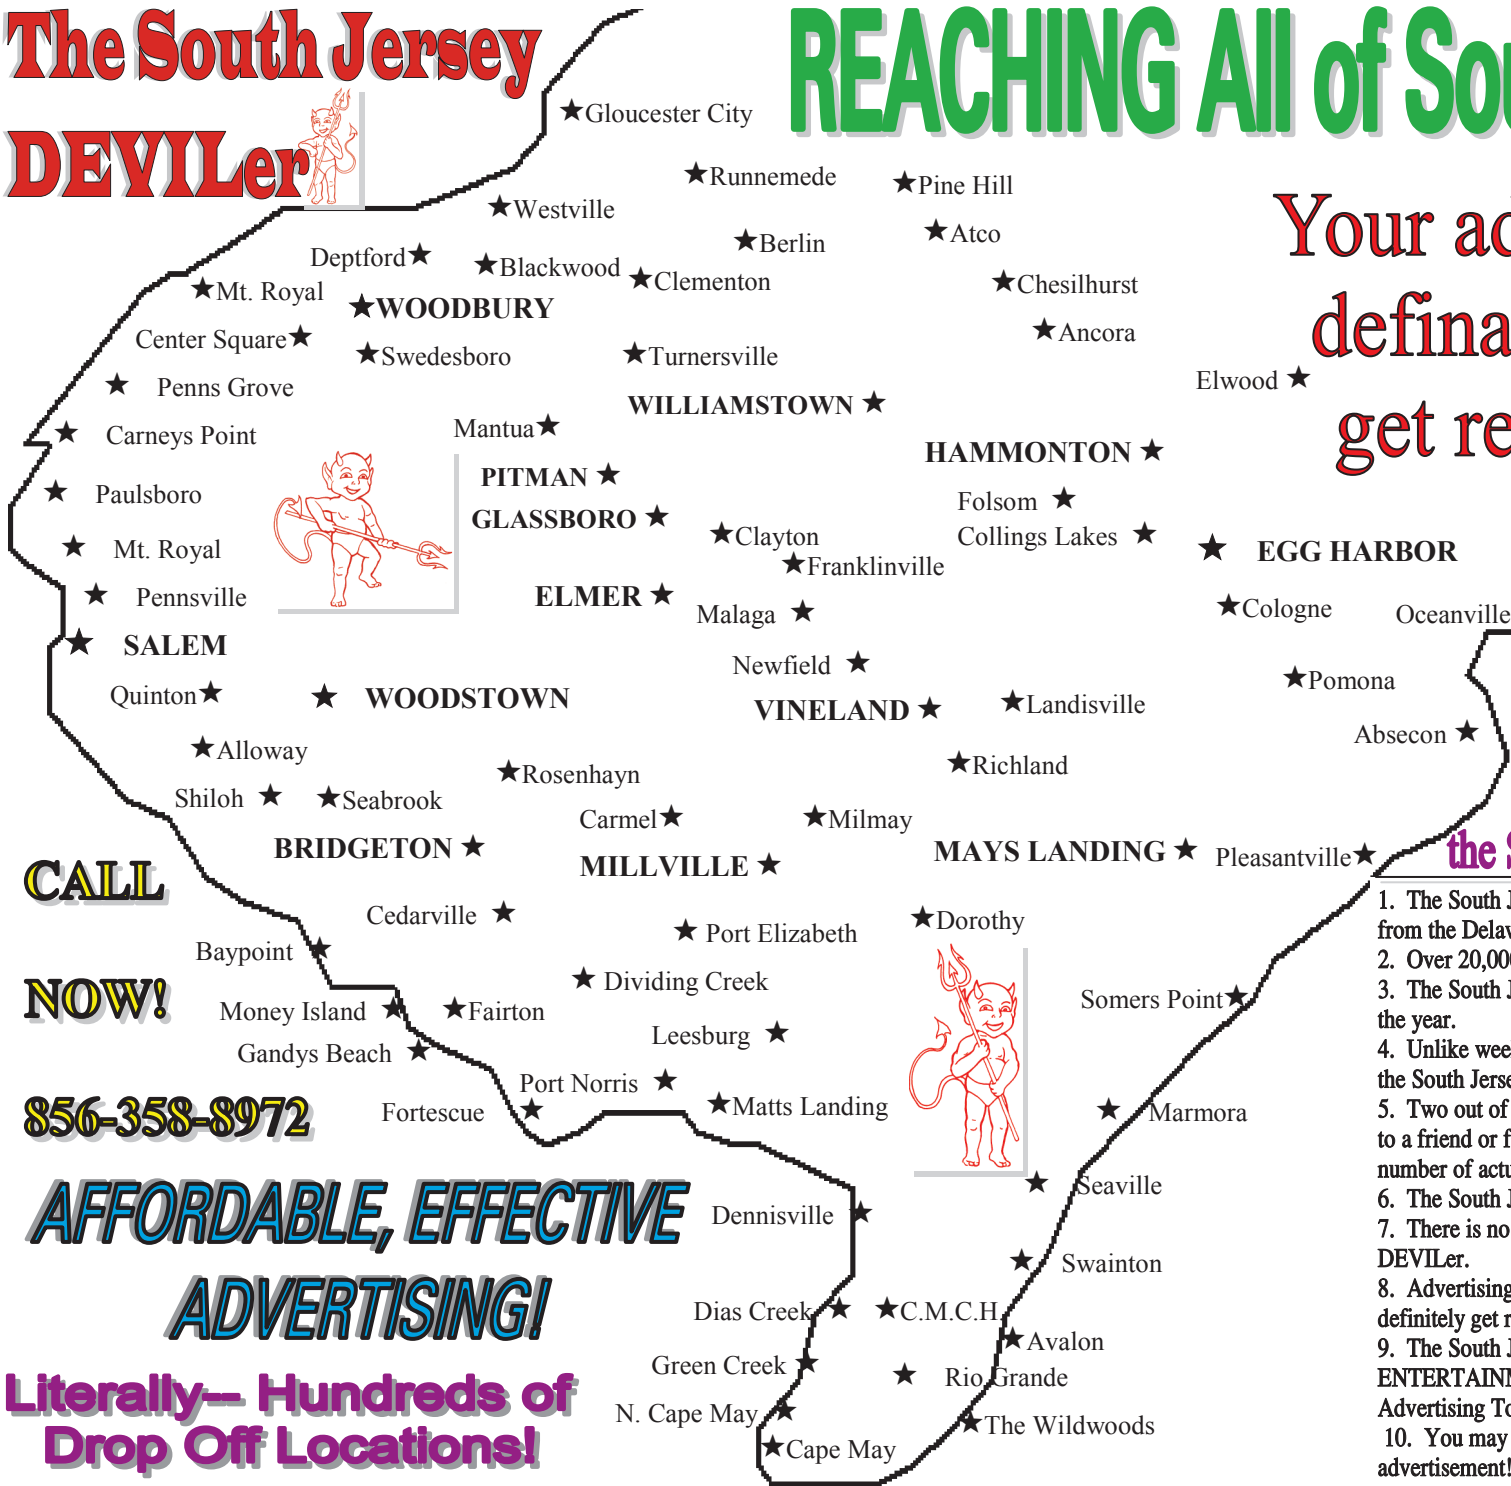 The South Jersey
DEVILer
REACHING All of Sou
Your ad
defina
get re
Gloucester City
Runnemede
Pine Hill
Westville
Berlin
Atco
Deptford
Blackwood
Clementon
Chesilhurst
Mt. Royal
WOODBURY
Ancora
Center Square
Swedesboro
Turnersville
Elwood
Penns Grove
WILLIAMSTOWN
Carneys Point
Mantua
HAMMONTON
PITMAN
Paulsboro
Folsom
GLASSBORO
Clayton
Collings Lakes
Mt. Royal
EGG HARBOR
Franklinville
Pennsville
ELMER
Malaga
Cologne
Oceanville
SALEM
Newfield
Pomona
Quinton
WOODSTOWN
VINELAND
Landisville
Absecon
Alloway
Rosenhayn
Richland
Shiloh
Seabrook
Carmel
Milmay
BRIDGETON
MILLVILLE
MAYS LANDING
Pleasantville
CALL
Cedarville
Dorothy
Baypoint
Port Elizabeth
NOW!
Dividing Creek
Money Island
Fairton
Somers Point
Leesburg
Gandys Beach
Port Norris
856-358-8972
Fortescue
Matts Landing
Marmora
Seaville
AFFORDABLE, EFFECTIVE
ADVERTISING!
Dennisville
Swainton
Dias Creek
C.M.C.H.
Avalon
Green Creek
Rio Grande
Literally-- Hundreds of
Drop Off Locations!
N. Cape May
The Wildwoods
Cape May
the S
1. The South J
from the Delaw
2. Over 20,000
3. The South J
the year.
4. Unlike wee
the South Jerse
5. Two out of
to a friend or f
number of actu
6. The South J
7. There is no
DEVILer.
8. Advertising
definitely get r
9. The South J
ENTERTAINM
Advertising To
10. You may
advertisement!